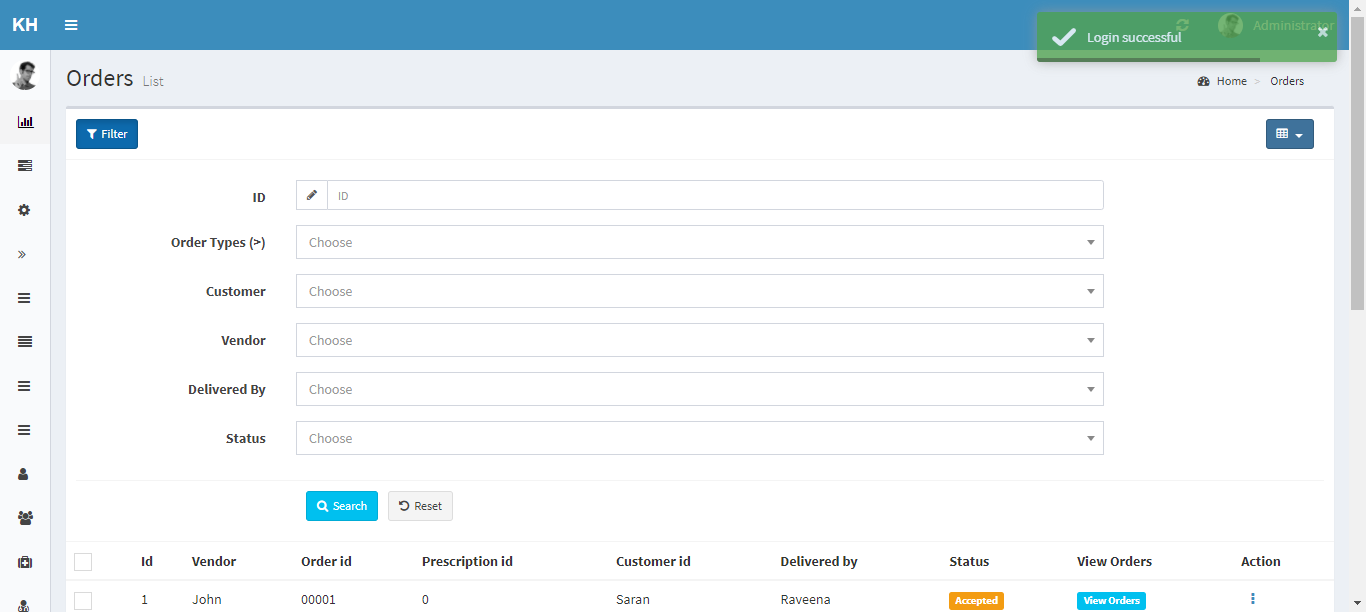 KH
Administrator
Login successful
Orders List
Home > Orders
Filter
ID ID
Order Types (>) Choose
Customer Choose
Vendor Choose
Delivered By Choose
Status Choose
Search Reset
Id Vendor Order id Prescription id Customer id Delivered by Status View Orders Action
1 John 00001 0 Saran Raveena Accepted View Orders